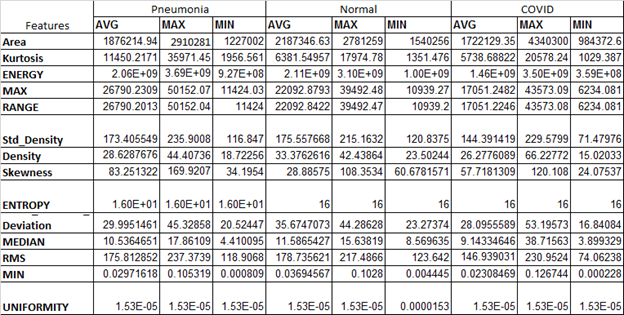 Features Pneumonia Normal COVID
AVG MAX MIN AVG MAX MIN AVG MAX MIN
Area 1876214.94 2910281 1227002 2187346.63 2781259 1540256 1722129.35 4340300 984372.6
Kurtosis 11450.2171 35971.45 1956.561 6381.54957 17974.78 1351.476 5738.68822 20578.24 1029.387
ENERGY 2.06E+09 3.69E+09 9.27E+08 2.11E+09 3.10E+09 1.00E+09 1.46E+09 3.50E+09 3.59E+08
MAX 26790.2309 50152.07 11424.03 22092.8793 39492.48 10939.27 17051.2482 43573.09 6234.081
RANGE 26790.2013 50152.04 11424 22092.8422 39492.47 10939.2 17051.2246 43573.08 6234.081
Std_Density 173.405549 235.9008 116.847 175.557668 215.1632 120.8375 144.391419 229.5799 71.47976
Density 28.6287676 44.40736 18.72256 33.3762616 42.43864 23.50244 26.2776089 66.22772 15.02033
Skewness 83.251322 169.9207 34.1954 28.88575 108.3534 60.6781571 57.7181309 120.108 24.07537
ENTROPY 1.60E+01 1.60E+01 1.60E+01 16 16 16 16 16 16
Deviation 29.9951461 45.32858 20.52447 35.6747073 44.28628 23.27374 28.0955589 53.19573 16.84084
MEDIAN 10.5364651 17.86109 4.410095 11.5865427 15.63819 8.569635 9.14334646 38.71563 3.899329
RMS 175.812852 237.3739 118.9068 178.735621 217.4866 123.642 146.939031 230.9524 74.06238
MIN 0.02971618 0.105319 0.000809 0.03694567 0.1028 0.004445 0.02308469 0.126744 0.000228
UNIFORMITY 1.53E-05 1.53E-05 1.53E-05 1.53E-05 1.53E-05 0.0000153 1.53E-05 1.53E-05 1.53E-05